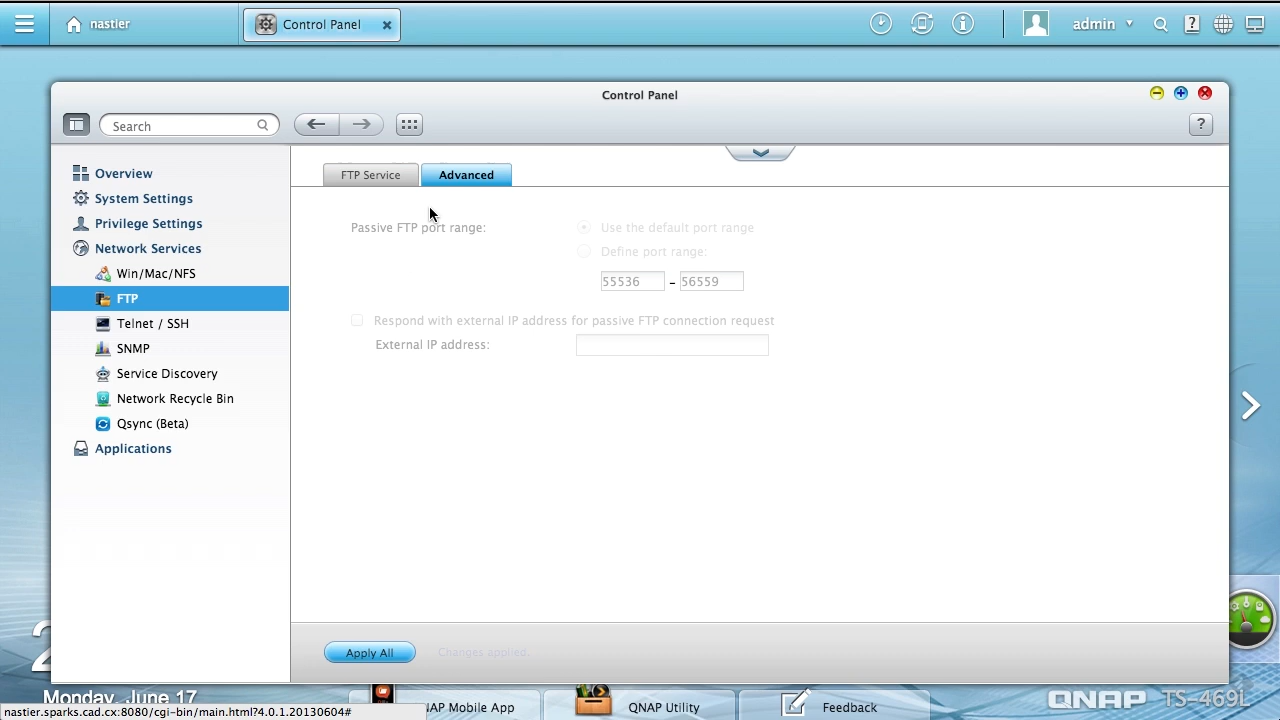 nastier
Control Panel
admin
Control Panel
Search
?
Overview
System Settings
Privilege Settings
Network Services
Win/Mac/NFS
FTP
Telnet / SSH
SNMP
Service Discovery
Network Recycle Bin
Qsync (Beta)
Applications
FTP Service
Advanced
Passive FTP port range:
Use the default port range
Define port range:
55536 - 56559
Respond with external IP address for passive FTP connection request
External IP address:
Apply All
Changes applied.
2
Monday, June 17
NAP Mobile App
QNAP Utility
Feedback
QNAP TS-469L
nastier.sparks.cad.cx:8080/cgi-bin/main.html?4.0.1.20130604#